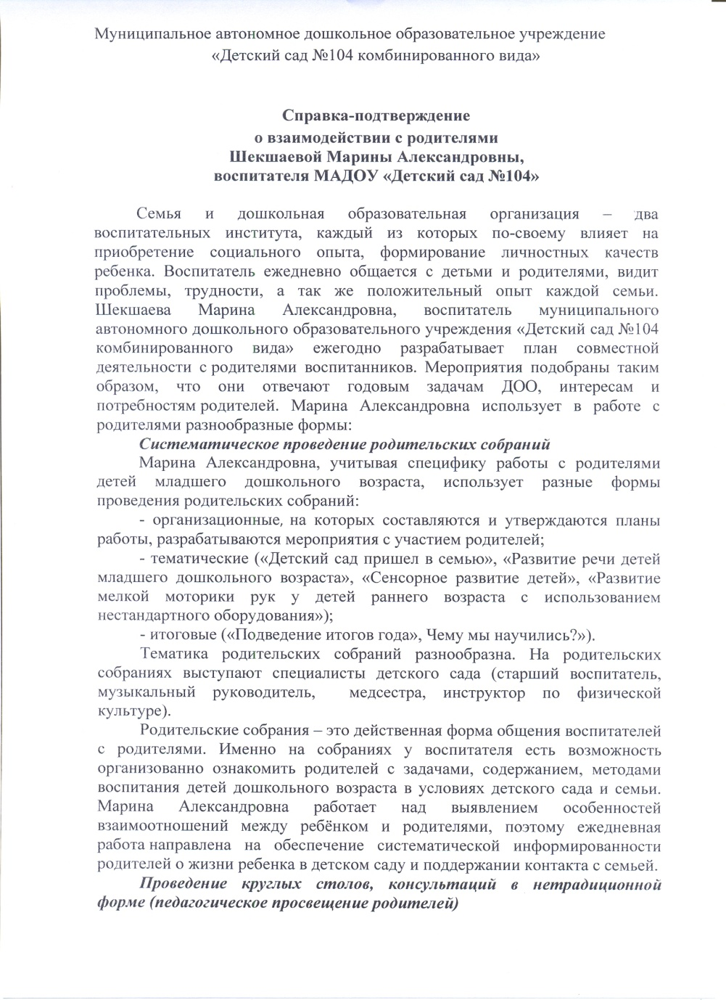 Муниципальное автономное дошкольное образовательное учреждение
«Детский сад №104 комбинированного вида»
Справка-подтверждение
о взаимодействии с родителями
Шекшаевой Марины Александровны,
воспитателя МАДОУ «Детский сад №104»
Семья и дошкольная образовательная организация – два
воспитательных института, каждый из которых по-своему влияет на
приобретение социального опыта, формирование личностных качеств
ребенка. Воспитатель ежедневно общается с детьми и родителями, видит
проблемы, трудности, а так же положительный опыт каждой семьи.
Шекшаева Марина Александровна, воспитатель муниципального
автономного дошкольного образовательного учреждения «Детский сад №104
комбинированного вида» ежегодно разрабатывает план совместной
деятельности с родителями воспитанников. Мероприятия подобраны таким
образом, что они отвечают годовым задачам ДОО, интересам и
потребностям родителей. Марина Александровна использует в работе с
родителями разнообразные формы:
Систематическое проведение родительских собраний
Марина Александровна, учитывая специфику работы с родителями
детей младшего дошкольного возраста, использует разные формы
проведения родительских собраний:
- организационные, на которых составляются и утверждаются планы
работы, разрабатываются мероприятия с участием родителей;
- тематические («Детский сад пришел в семью», «Развитие речи детей
младшего дошкольного возраста», «Сенсорное развитие детей», «Развитие
мелкой моторики рук у детей раннего возраста с использованием
нестандартного оборудования»);
- итоговые («Подведение итогов года», Чему мы научились?»).
Тематика родительских собраний разнообразна. На родительских
собраниях выступают специалисты детского сада (старший воспитатель,
музыкальный руководитель, медсестра, инструктор по физической
культуре).
Родительские собрания – это действенная форма общения воспитателей
с родителями. Именно на собраниях у воспитателя есть возможность
организованно ознакомить родителей с задачами, содержанием, методами
воспитания детей дошкольного возраста в условиях детского сада и семьи.
Марина Александровна работает над выявлением особенностей
взаимоотношений между ребёнком и родителями, поэтому ежедневная
работа направлена на обеспечение систематической информированности
родителей о жизни ребенка в детском саду и поддержании контакта с семьей.
Проведение круглых столов, консультаций в нетрадиционной
форме (педагогическое просвещение родителей)